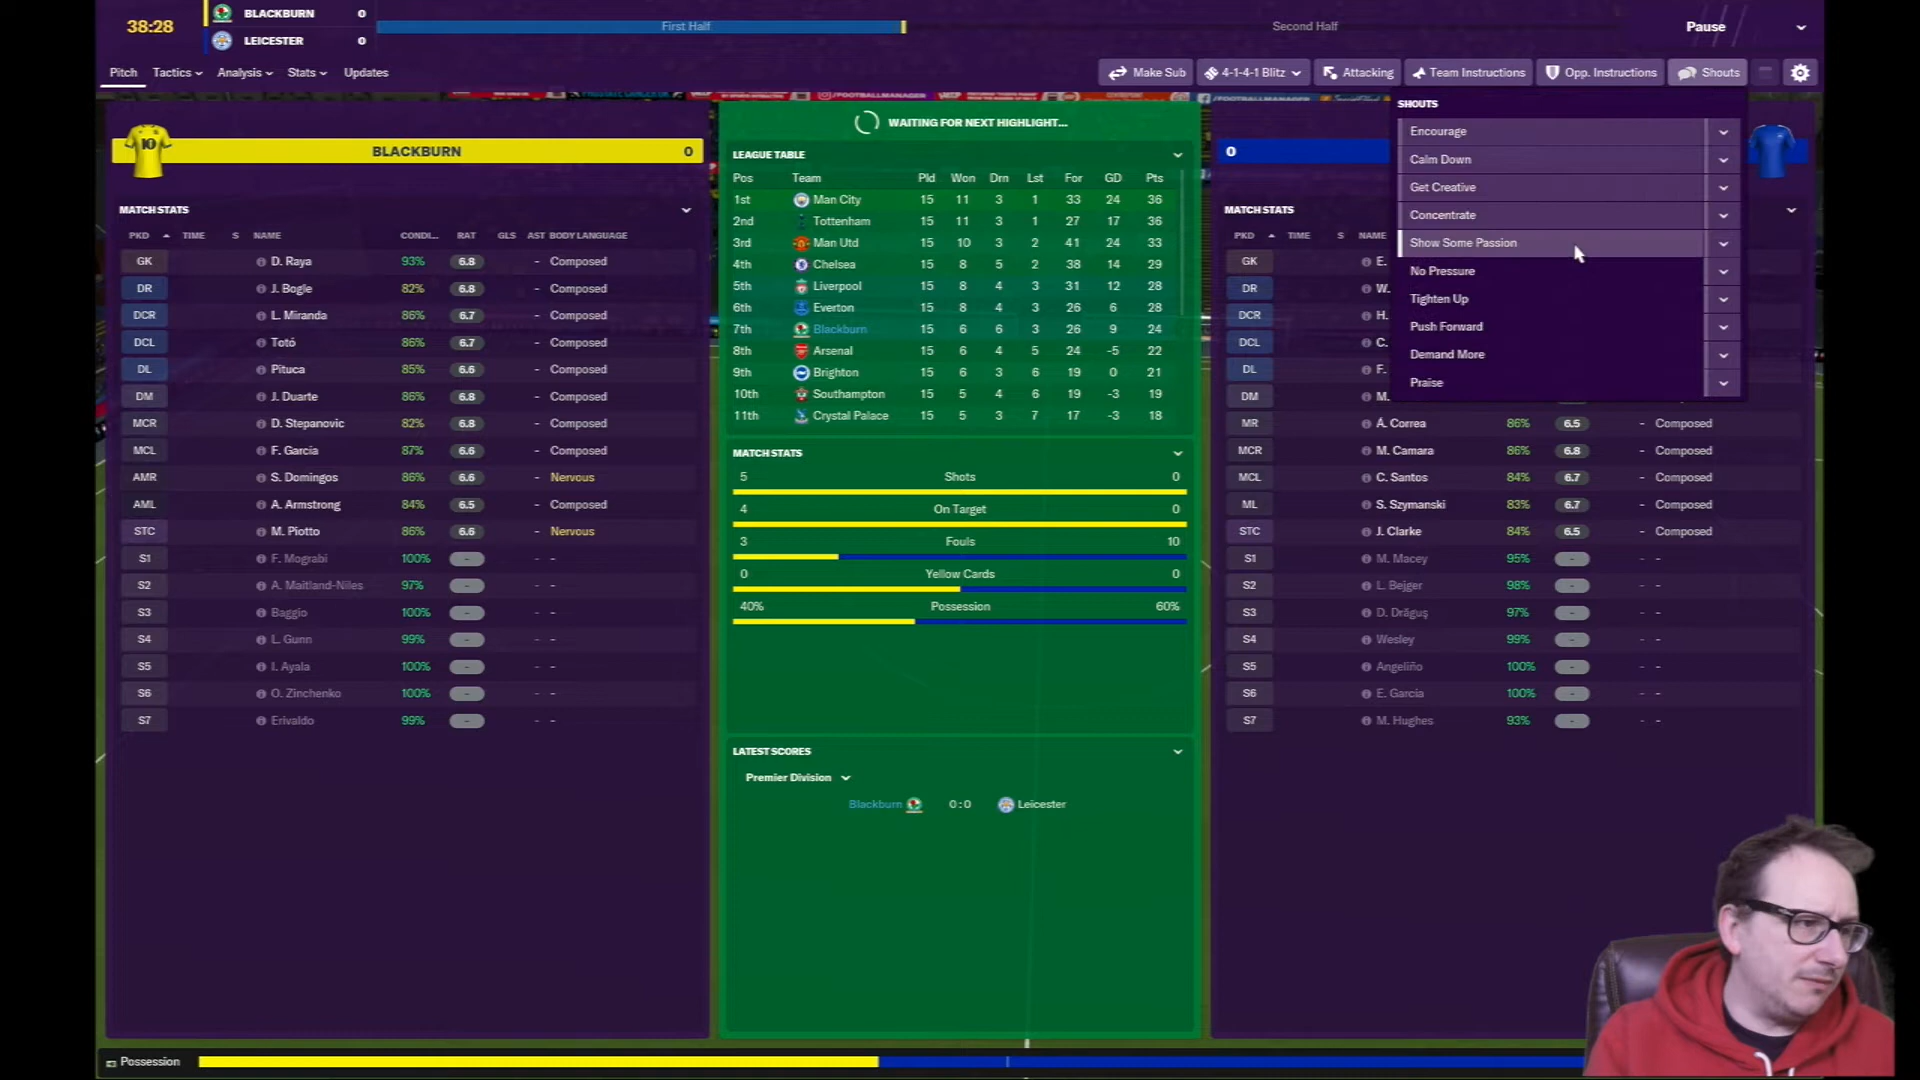 38:28
BLACKBURN 0
LEICESTER 0
First Half
Second Half
Pause
Pitch Tactics Analysis Stats Updates
Make Sub 4-1-4-1 Blitz Attacking Team Instructions Opp. Instructions Shouts
BLACKBURN 0
MATCH STATS
PKD TIME S NAME CONDI... RAT GLS AST BODY LANGUAGE
GK D. Raya 93% 6.8 - Composed
DR J. Bogle 82% 6.8 - Composed
DCR L. Miranda 86% 6.7 - Composed
DCL Totó 86% 6.7 - Composed
DL Pituca 85% 6.6 - Composed
DM J. Duarte 86% 6.8 - Composed
MCR D. Stepanovic 82% 6.8 - Composed
MCL F. García 87% 6.6 - Composed
AMR S. Domingos 86% 6.6 - Nervous
AML A. Armstrong 84% 6.5 - Composed
STC M. Piotto 86% 6.6 - Nervous
S1 F. Mograbi 100% - - -
S2 A. Maitland-Niles 97% - - -
S3 Baggio 100% - - -
S4 L. Gunn 99% - - -
S5 I. Ayala 100% - - -
S6 O. Zinchenko 100% - - -
S7 Erivaldo 99% - - -
WAITING FOR NEXT HIGHLIGHT...
LEAGUE TABLE
Pos Team Pld Won Drn Lst For GD Pts
1st Man City 15 11 3 1 33 24 36
2nd Tottenham 15 11 3 1 27 17 36
3rd Man Utd 15 10 3 2 41 24 33
4th Chelsea 15 8 5 2 38 14 29
5th Liverpool 15 8 4 3 31 12 28
6th Everton 15 8 4 3 26 6 28
7th Blackburn 15 6 6 3 26 9 24
8th Arsenal 15 6 4 5 24 -5 22
9th Brighton 15 6 3 6 19 0 21
10th Southampton 15 5 4 6 19 -3 19
11th Crystal Palace 15 5 3 7 17 -3 18
MATCH STATS
5 Shots 0
4 On Target 0
3 Fouls 10
0 Yellow Cards 0
40% Possession 60%
LATEST SCORES
Premier Division
Blackburn 0:0 Leicester
SHOUTS
Encourage
Calm Down
Get Creative
Concentrate
Show Some Passion
No Pressure
Tighten Up
Push Forward
Demand More
Praise
0
MATCH STATS
PKD TIME S NAME
GK E.
DR W.
DCR H.
DCL C.
DL F.
DM M.
MR Á. Correa 86% 6.5 - Composed
MCR M. Camara 86% 6.8 - Composed
MCL C. Santos 84% 6.7 - Composed
ML S. Szymanski 83% 6.7 - Composed
STC J. Clarke 84% 6.5 - Composed
S1 M. Macey 95% - - -
S2 L. Bejger 98% - - -
S3 D. Drăguş 97% - - -
S4 Wesley 99% - - -
S5 Angeliño 100% - - -
S6 E. García 100% - - -
S7 M. Hughes 93% - - -
Possession